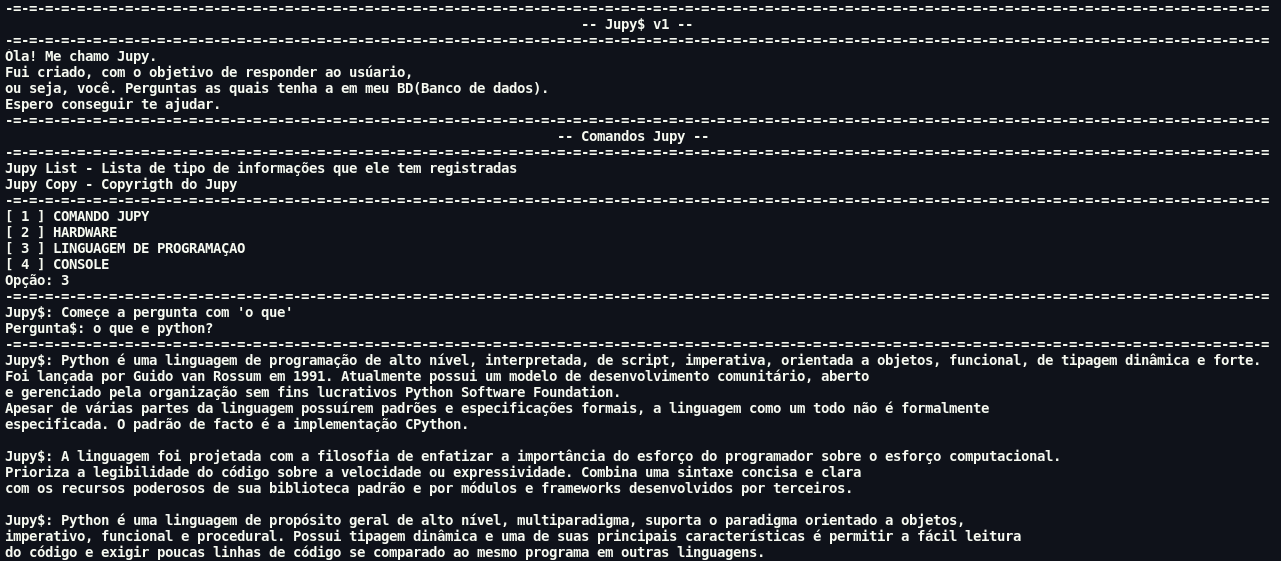 -=-=-=-=-=-=-=-=-=-=-=-=-=-=-=-=-=-=-=-=-=-=-=-=-=-=-=-=-=-=-=-=-=-=-=-=-=-=-=-=-=-=-=-=-=-=-=-=-=-=-=-=-=-=-=-=-=-=-=-=-=-=-=-=-=-=-=-=-=-=-=-=-=-=-=-=-=-=-=
-- Jupy$ v1 --
-=-=-=-=-=-=-=-=-=-=-=-=-=-=-=-=-=-=-=-=-=-=-=-=-=-=-=-=-=-=-=-=-=-=-=-=-=-=-=-=-=-=-=-=-=-=-=-=-=-=-=-=-=-=-=-=-=-=-=-=-=-=-=-=-=-=-=-=-=-=-=-=-=-=-=-=-=-=-=
Ola! Me chamo Jupy.
Fui criado, com o objetivo de responder ao usúario,
ou seja, você. Perguntas as quais tenha a em meu BD(Banco de dados).
Espero conseguir te ajudar.
-=-=-=-=-=-=-=-=-=-=-=-=-=-=-=-=-=-=-=-=-=-=-=-=-=-=-=-=-=-=-=-=-=-=-=-=-=-=-=-=-=-=-=-=-=-=-=-=-=-=-=-=-=-=-=-=-=-=-=-=-=-=-=-=-=-=-=-=-=-=-=-=-=-=-=-=-=-=-=
-- Comandos Jupy --
-=-=-=-=-=-=-=-=-=-=-=-=-=-=-=-=-=-=-=-=-=-=-=-=-=-=-=-=-=-=-=-=-=-=-=-=-=-=-=-=-=-=-=-=-=-=-=-=-=-=-=-=-=-=-=-=-=-=-=-=-=-=-=-=-=-=-=-=-=-=-=-=-=-=-=-=-=-=-=
Jupy List - Lista de tipo de informações que ele tem registradas
Jupy Copy - Copyrigth do Jupy
-=-=-=-=-=-=-=-=-=-=-=-=-=-=-=-=-=-=-=-=-=-=-=-=-=-=-=-=-=-=-=-=-=-=-=-=-=-=-=-=-=-=-=-=-=-=-=-=-=-=-=-=-=-=-=-=-=-=-=-=-=-=-=-=-=-=-=-=-=-=-=-=-=-=-=-=-=-=-=
[ 1 ] COMANDO JUPY
[ 2 ] HARDWARE
[ 3 ] LINGUAGEM DE PROGRAMAÇAO
[ 4 ] CONSOLE
Opção: 3
-=-=-=-=-=-=-=-=-=-=-=-=-=-=-=-=-=-=-=-=-=-=-=-=-=-=-=-=-=-=-=-=-=-=-=-=-=-=-=-=-=-=-=-=-=-=-=-=-=-=-=-=-=-=-=-=-=-=-=-=-=-=-=-=-=-=-=-=-=-=-=-=-=-=-=-=-=-=-=
Jupy$: Começe a pergunta com 'o que'
Pergunta$: o que e python?
-=-=-=-=-=-=-=-=-=-=-=-=-=-=-=-=-=-=-=-=-=-=-=-=-=-=-=-=-=-=-=-=-=-=-=-=-=-=-=-=-=-=-=-=-=-=-=-=-=-=-=-=-=-=-=-=-=-=-=-=-=-=-=-=-=-=-=-=-=-=-=-=-=-=-=-=-=-=-=
Jupy$: Python é uma linguagem de programação de alto nível, interpretada, de script, imperativa, orientada a objetos, funcional, de tipagem dinâmica e forte.
Foi lançada por Guido van Rossum em 1991. Atualmente possui um modelo de desenvolvimento comunitário, aberto
e gerenciado pela organização sem fins lucrativos Python Software Foundation.
Apesar de várias partes da linguagem possuírem padrões e especificações formais, a linguagem como um todo não é formalmente
especificada. O padrão de facto é a implementação CPython.

Jupy$: A linguagem foi projetada com a filosofia de enfatizar a importância do esforço do programador sobre o esforço computacional.
Prioriza a legibilidade do código sobre a velocidade ou expressividade. Combina uma sintaxe concisa e clara
com os recursos poderosos de sua biblioteca padrão e por módulos e frameworks desenvolvidos por terceiros.

Jupy$: Python é uma linguagem de propósito geral de alto nível, multiparadigma, suporta o paradigma orientado a objetos,
imperativo, funcional e procedural. Possui tipagem dinâmica e uma de suas principais características é permitir a fácil leitura
do código e exigir poucas linhas de código se comparado ao mesmo programa em outras linguagens.